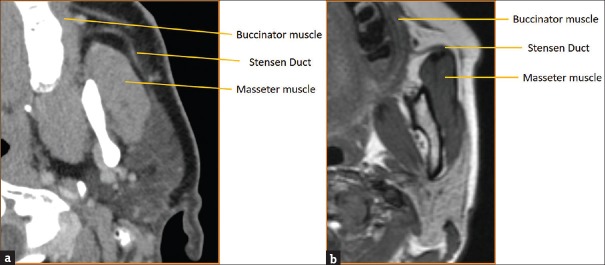 Buccinator muscle
Stensen Duct
Masseter muscle
a
Buccinator muscle
Stensen Duct
Masseter muscle
b